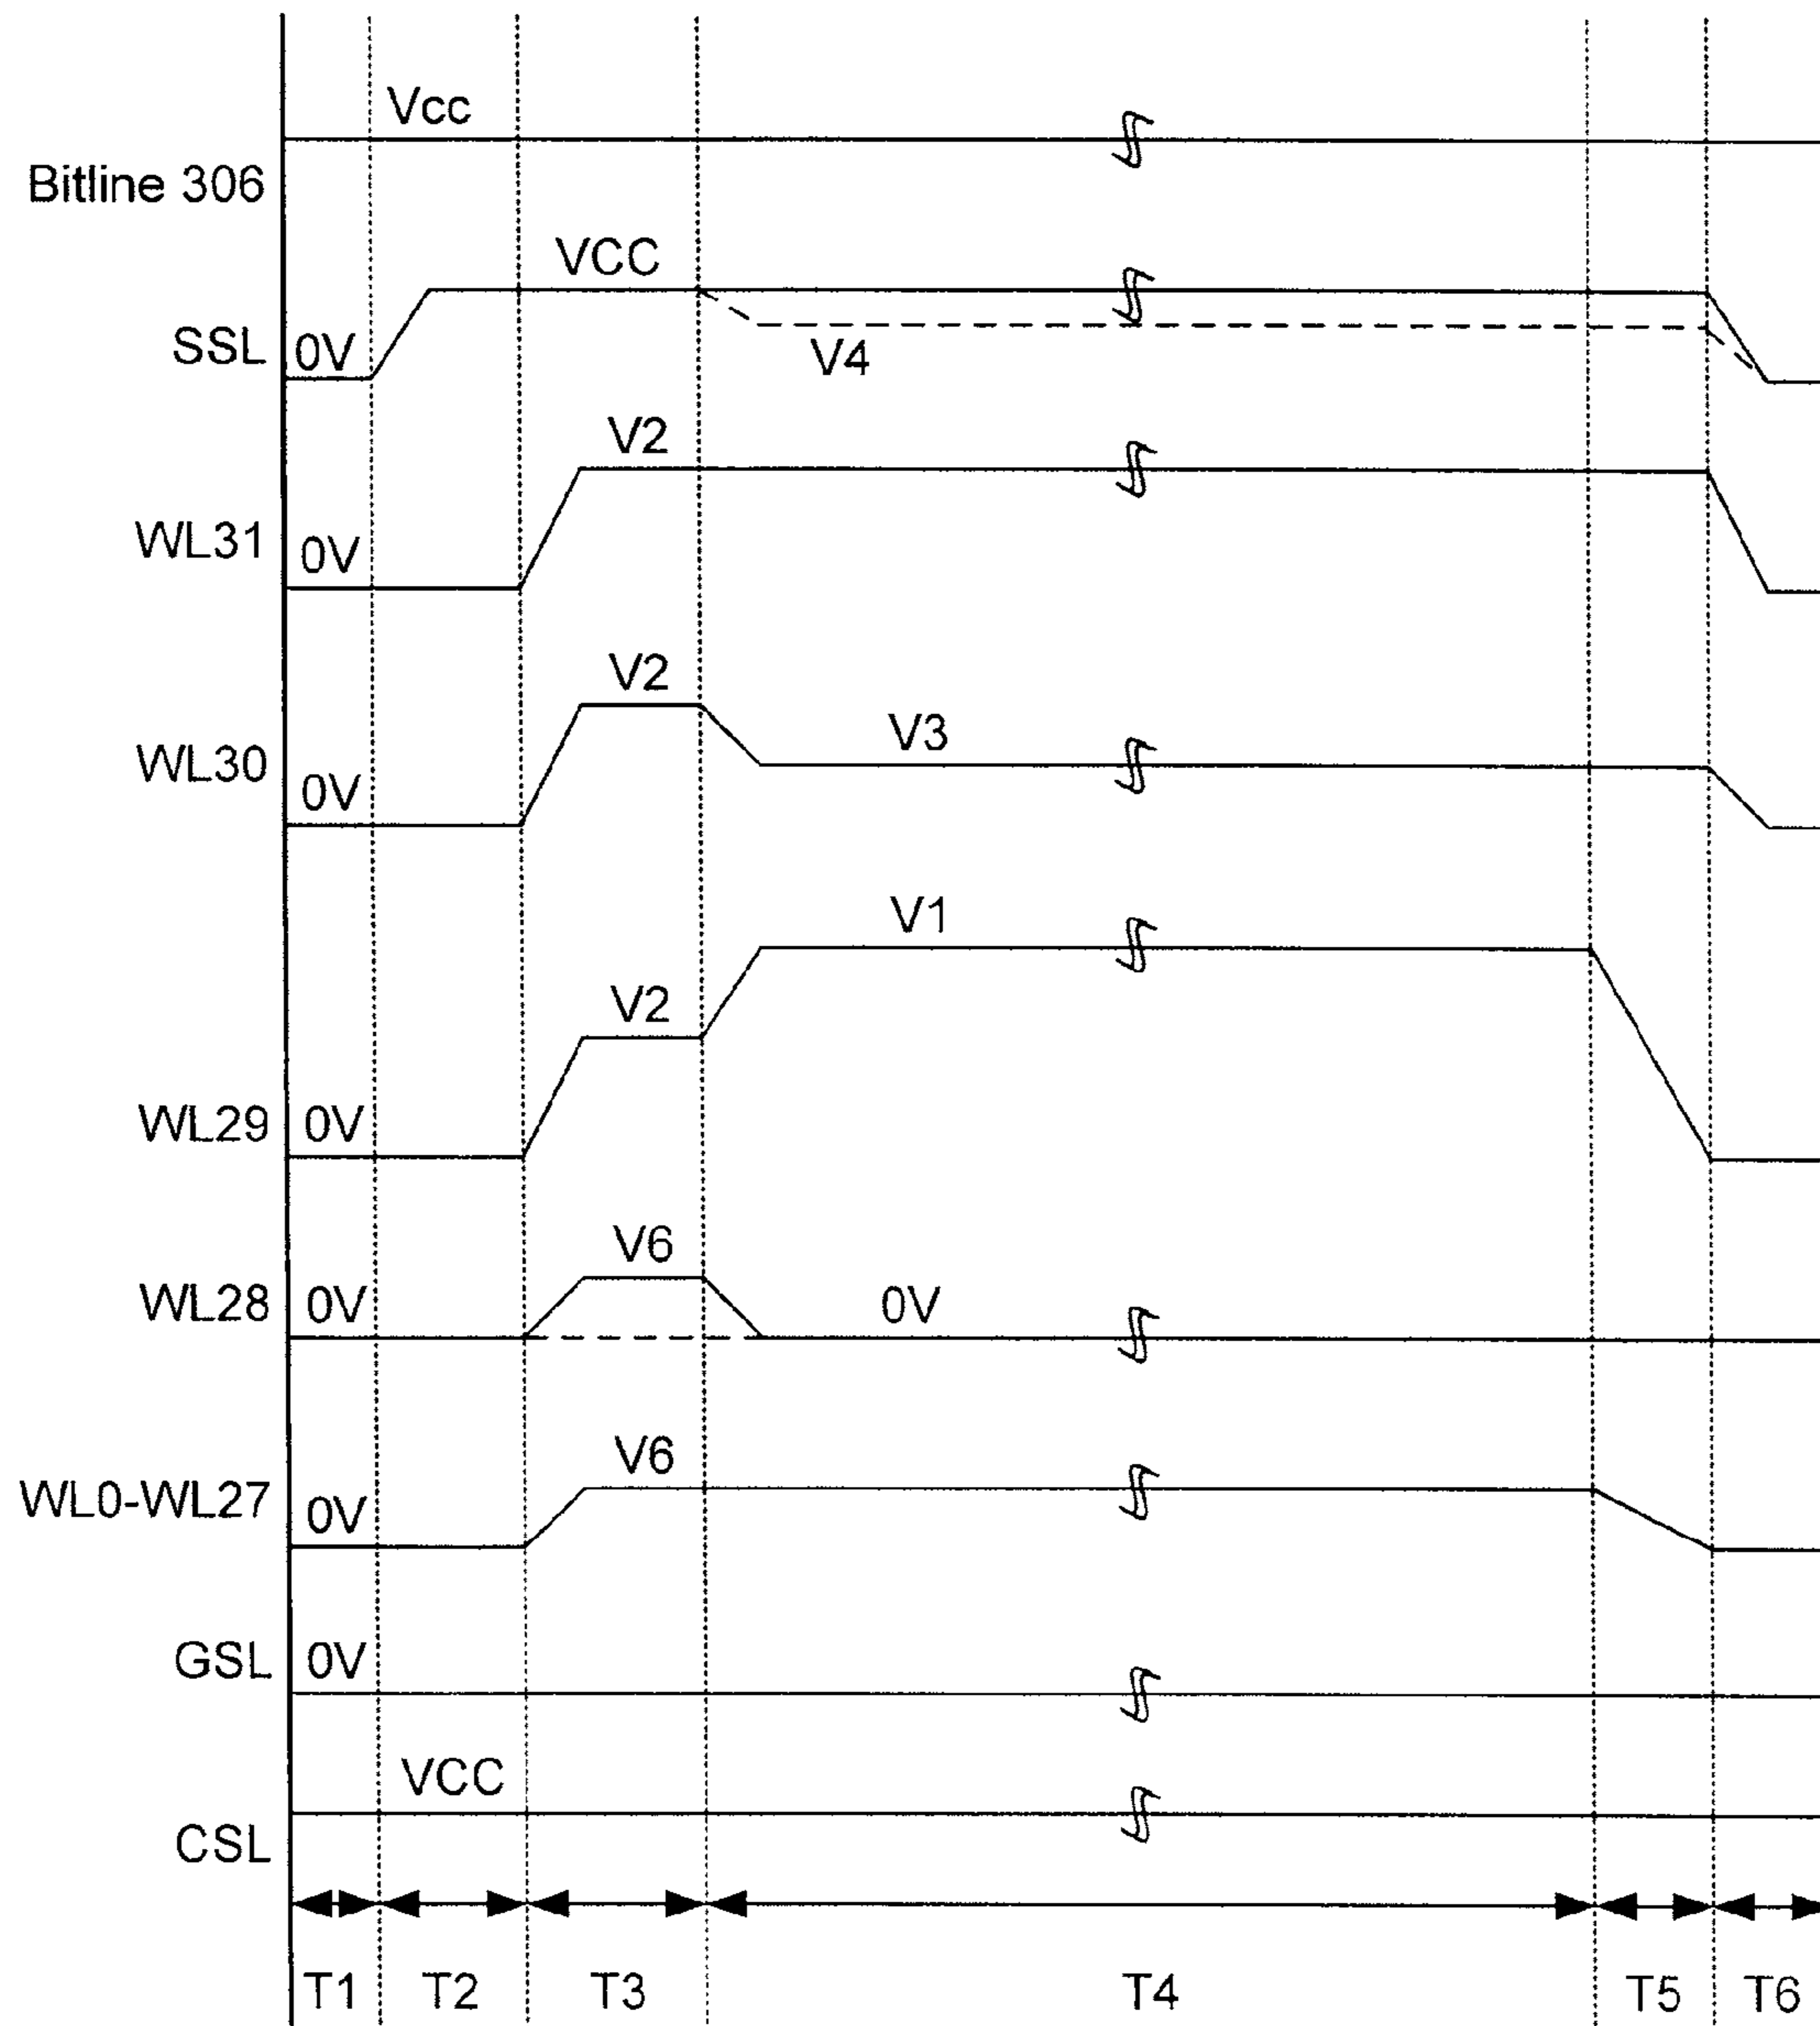 Vcc
Bitline 306
VCC
SSL 0V
V4
V2
WL31 0V
V2
V3
WL30 0V
V1
V2
WL29 0V
V6
WL28 0V 0V
V6
WL0-WL27 0V
GSL 0V
VCC
CSL
T1 T2 T3 T4 T5 T6